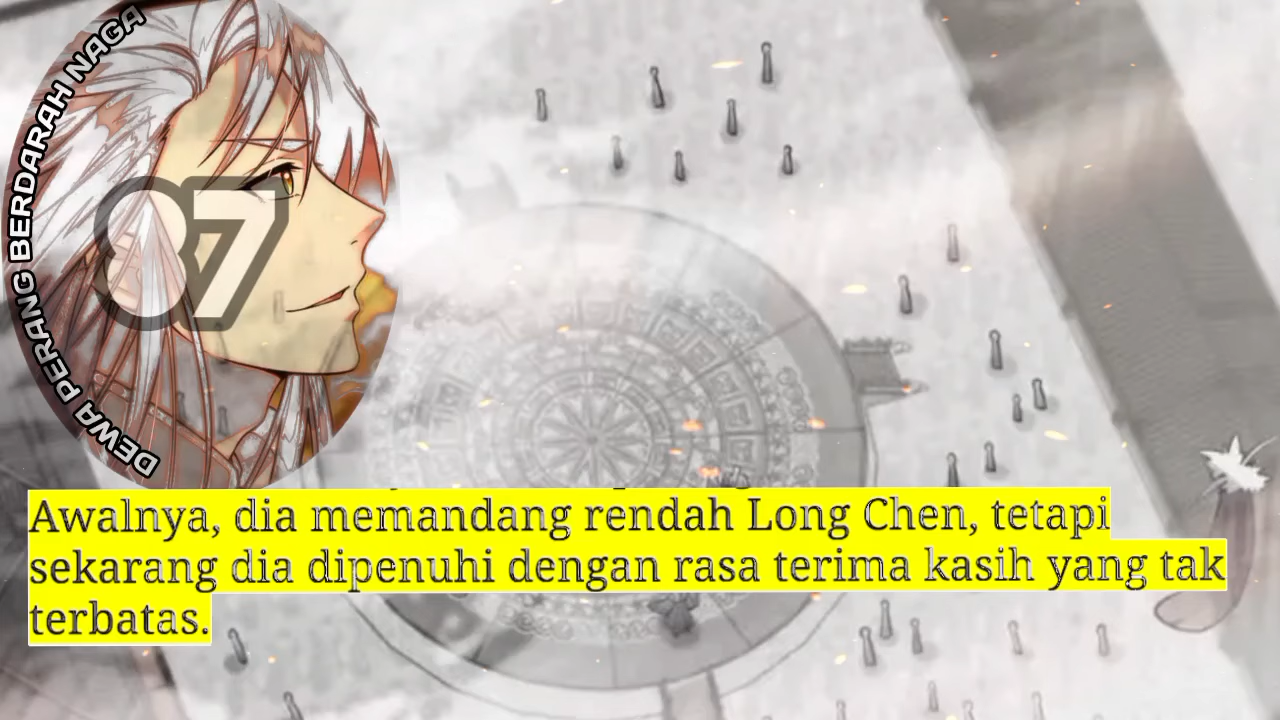 DEWA PERANG BERDARAH NAGA
87
Awalnya, dia memandang rendah Long Chen, tetapi
sekarang dia dipenuhi dengan rasa terima kasih yang tak
terbatas.